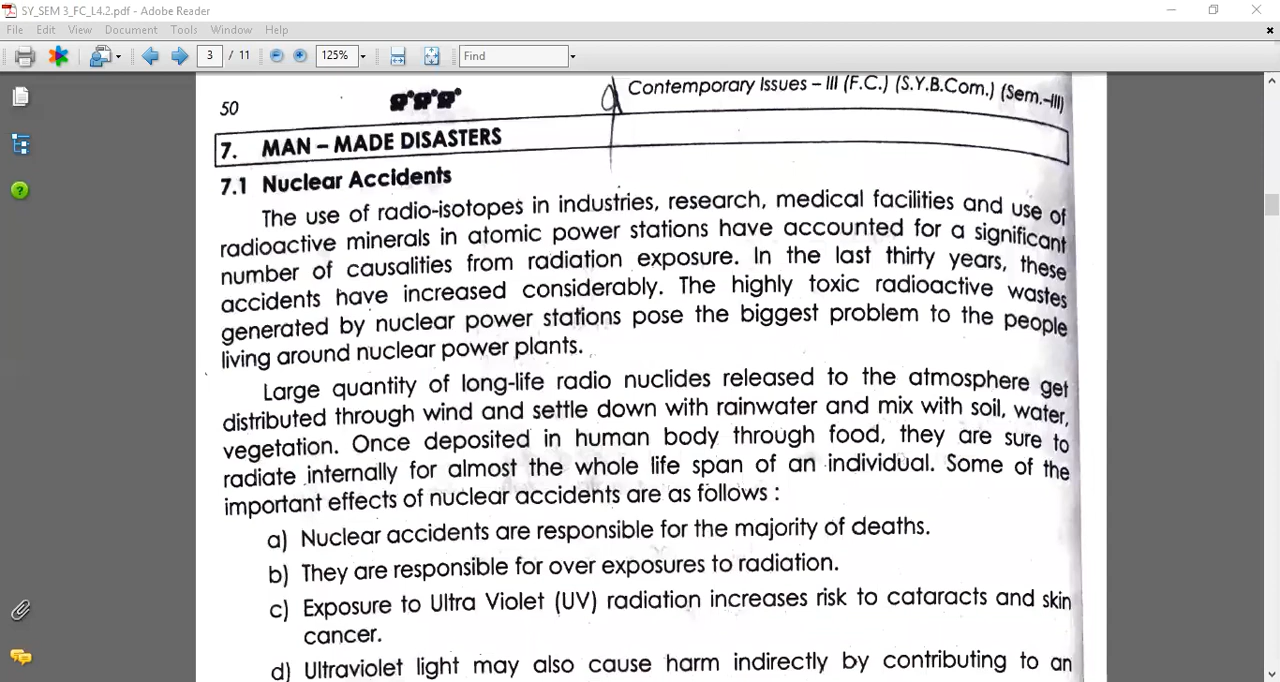 SY_SEM 3_FC_L4.2.pdf - Adobe Reader
File Edit View Document Tools Window Help
3 / 11 125% Find
50 Contemporary Issues – III (F.C.) (S.Y.B.Com.) (Sem.-III)
7. MAN – MADE DISASTERS
7.1 Nuclear Accidents
The use of radio-isotopes in industries, research, medical facilities and use of
radioactive minerals in atomic power stations have accounted for a significant
number of causalities from radiation exposure. In the last thirty years, these
accidents have increased considerably. The highly toxic radioactive wastes
generated by nuclear power stations pose the biggest problem to the people
living around nuclear power plants.
Large quantity of long-life radio nuclides released to the atmosphere get
distributed through wind and settle down with rainwater and mix with soil, water,
vegetation. Once deposited in human body through food, they are sure to
radiate internally for almost the whole life span of an individual. Some of the
important effects of nuclear accidents are as follows :
a) Nuclear accidents are responsible for the majority of deaths.
b) They are responsible for over exposures to radiation.
c) Exposure to Ultra Violet (UV) radiation increases risk to cataracts and skin
cancer.
d) Ultraviolet light may also cause harm indirectly by contributing to an